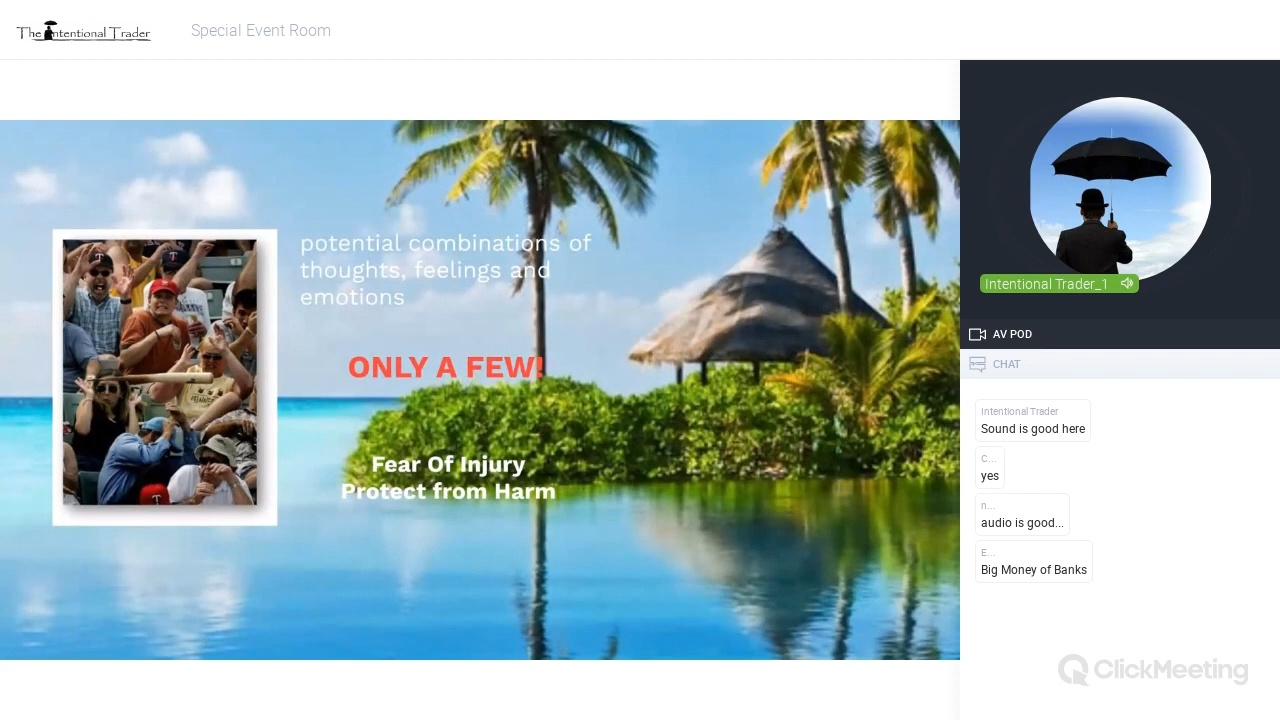 The Intentional Trader
Special Event Room
potential combinations of
thoughts, feelings and
emotions
ONLY A FEW!
Fear Of Injury
Protect from Harm
Intentional Trader_1
AV POD
CHAT
Intentional Trader
Sound is good here
C...
yes
n...
audio is good...
E...
Big Money of Banks
ClickMeeting